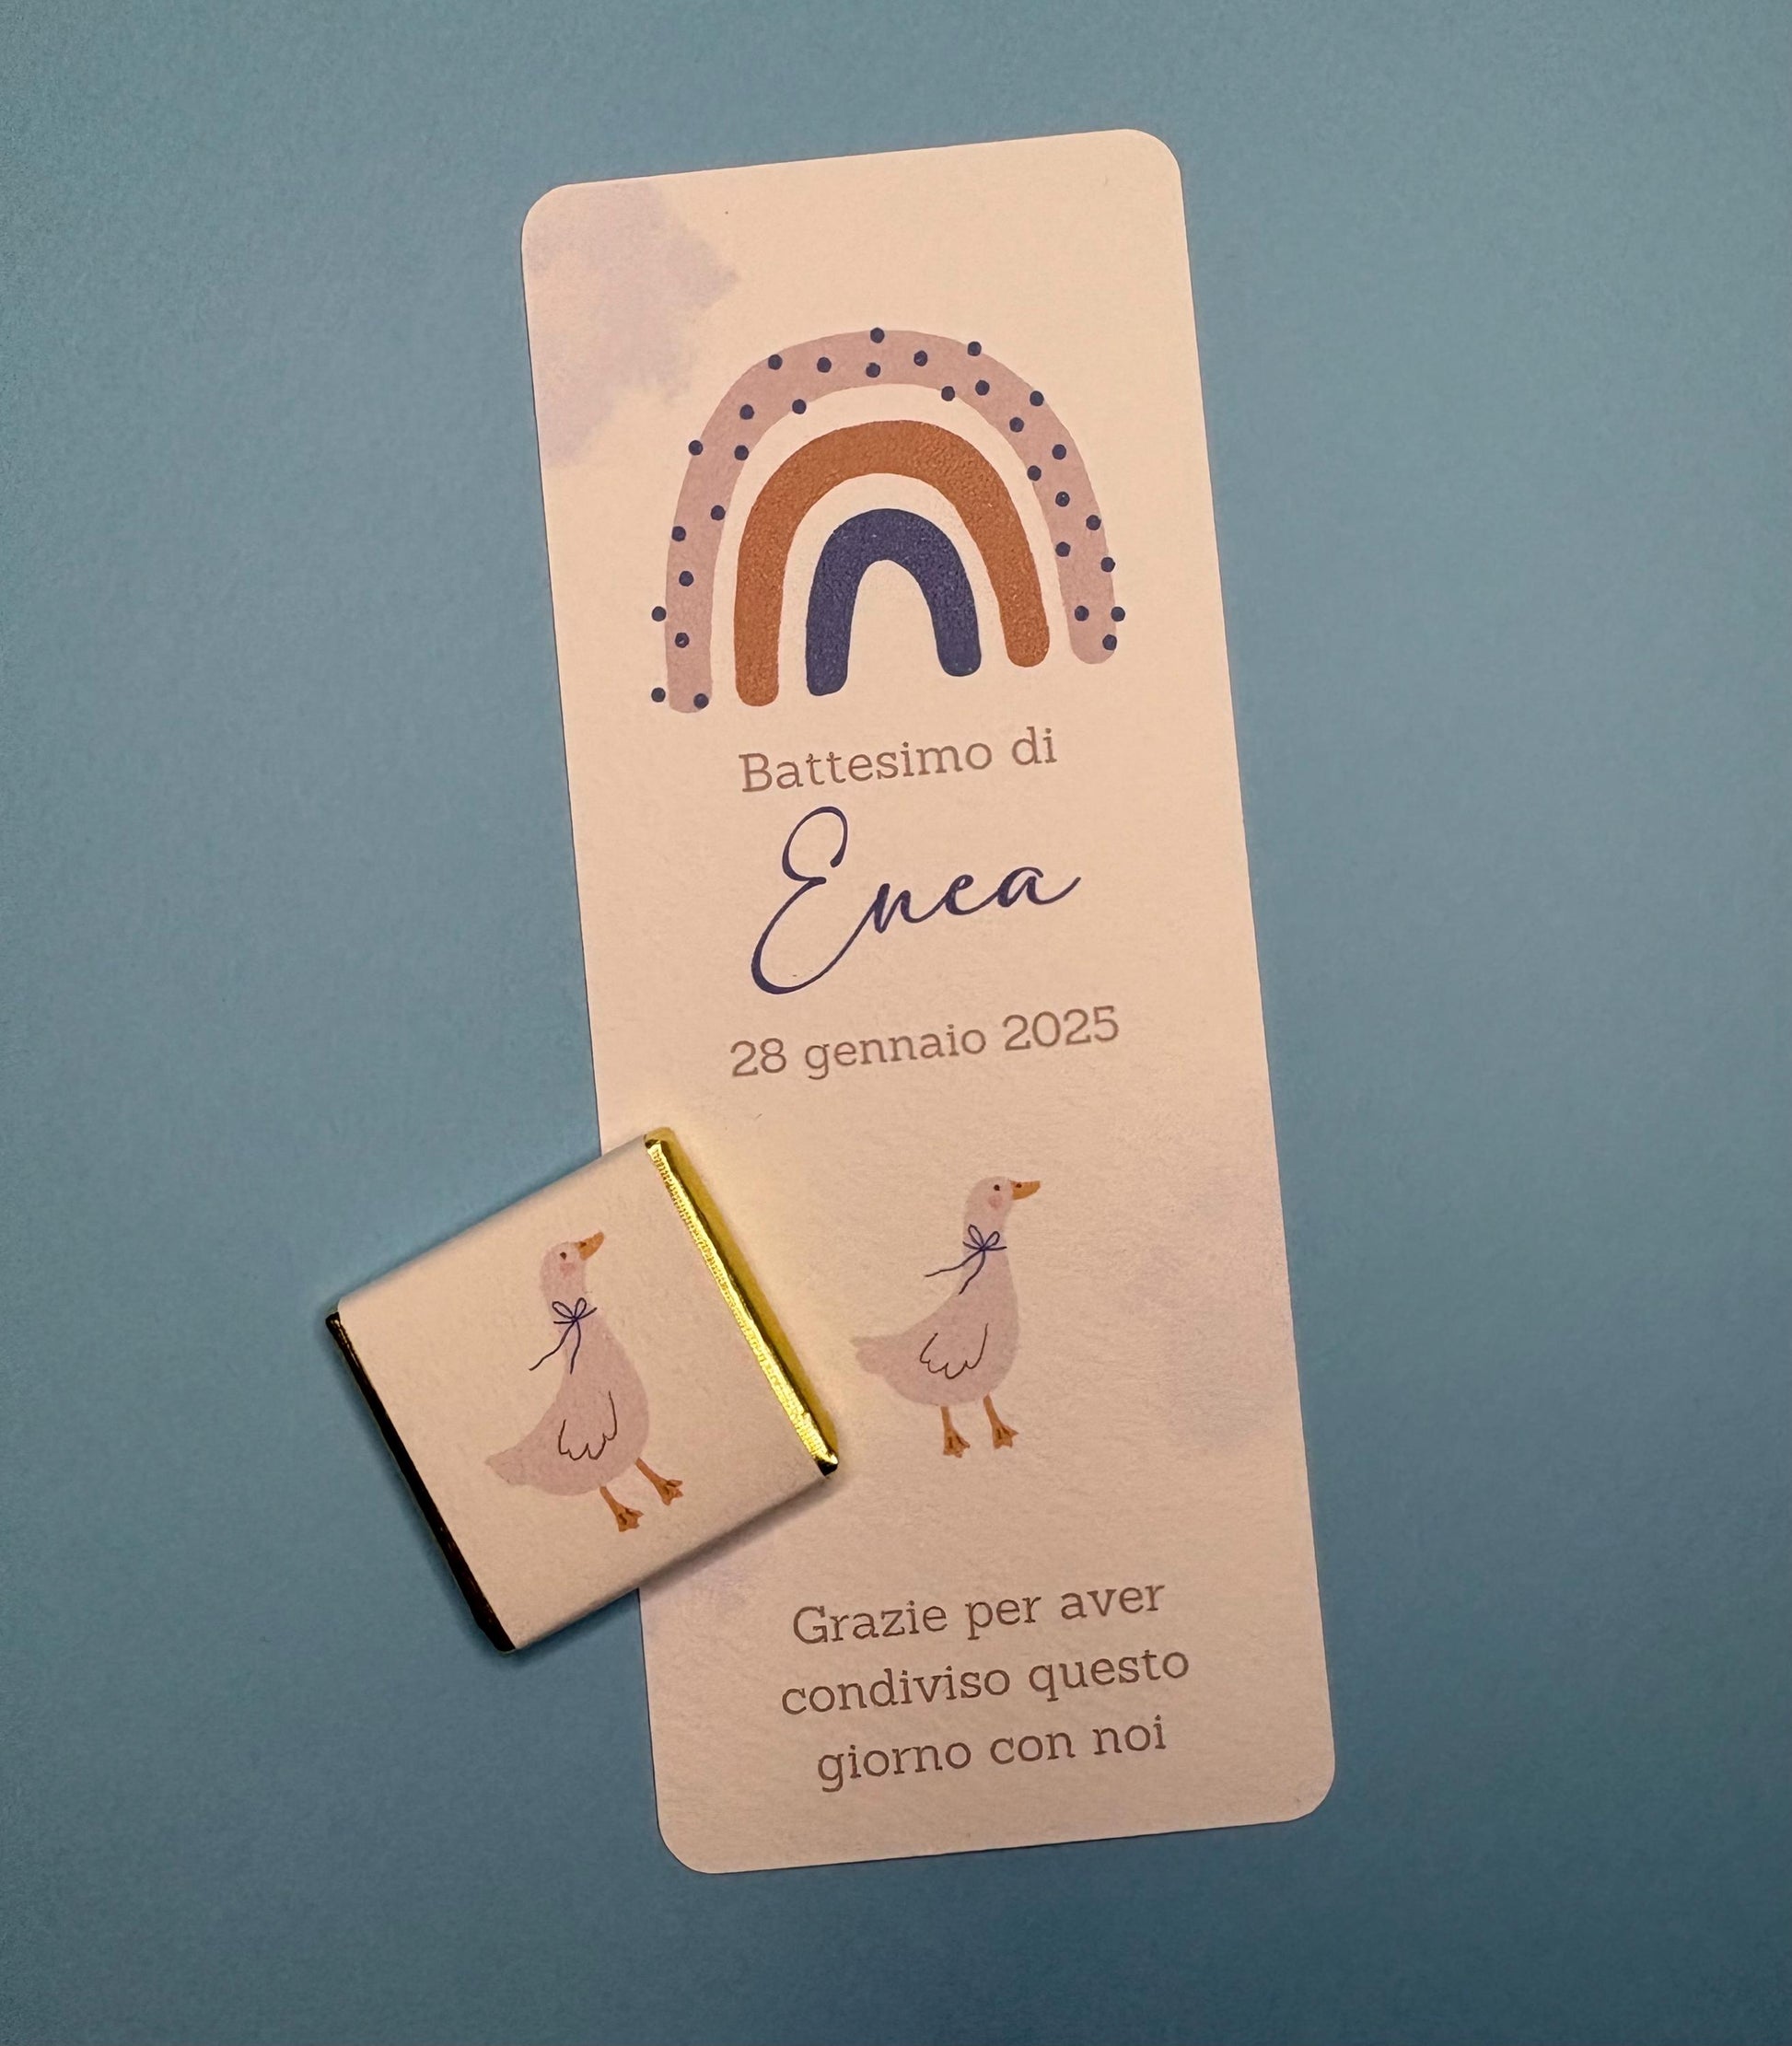 Battesimo di
Enea
28 gennaio 2025
Grazie per aver
condiviso questo
giorno con noi